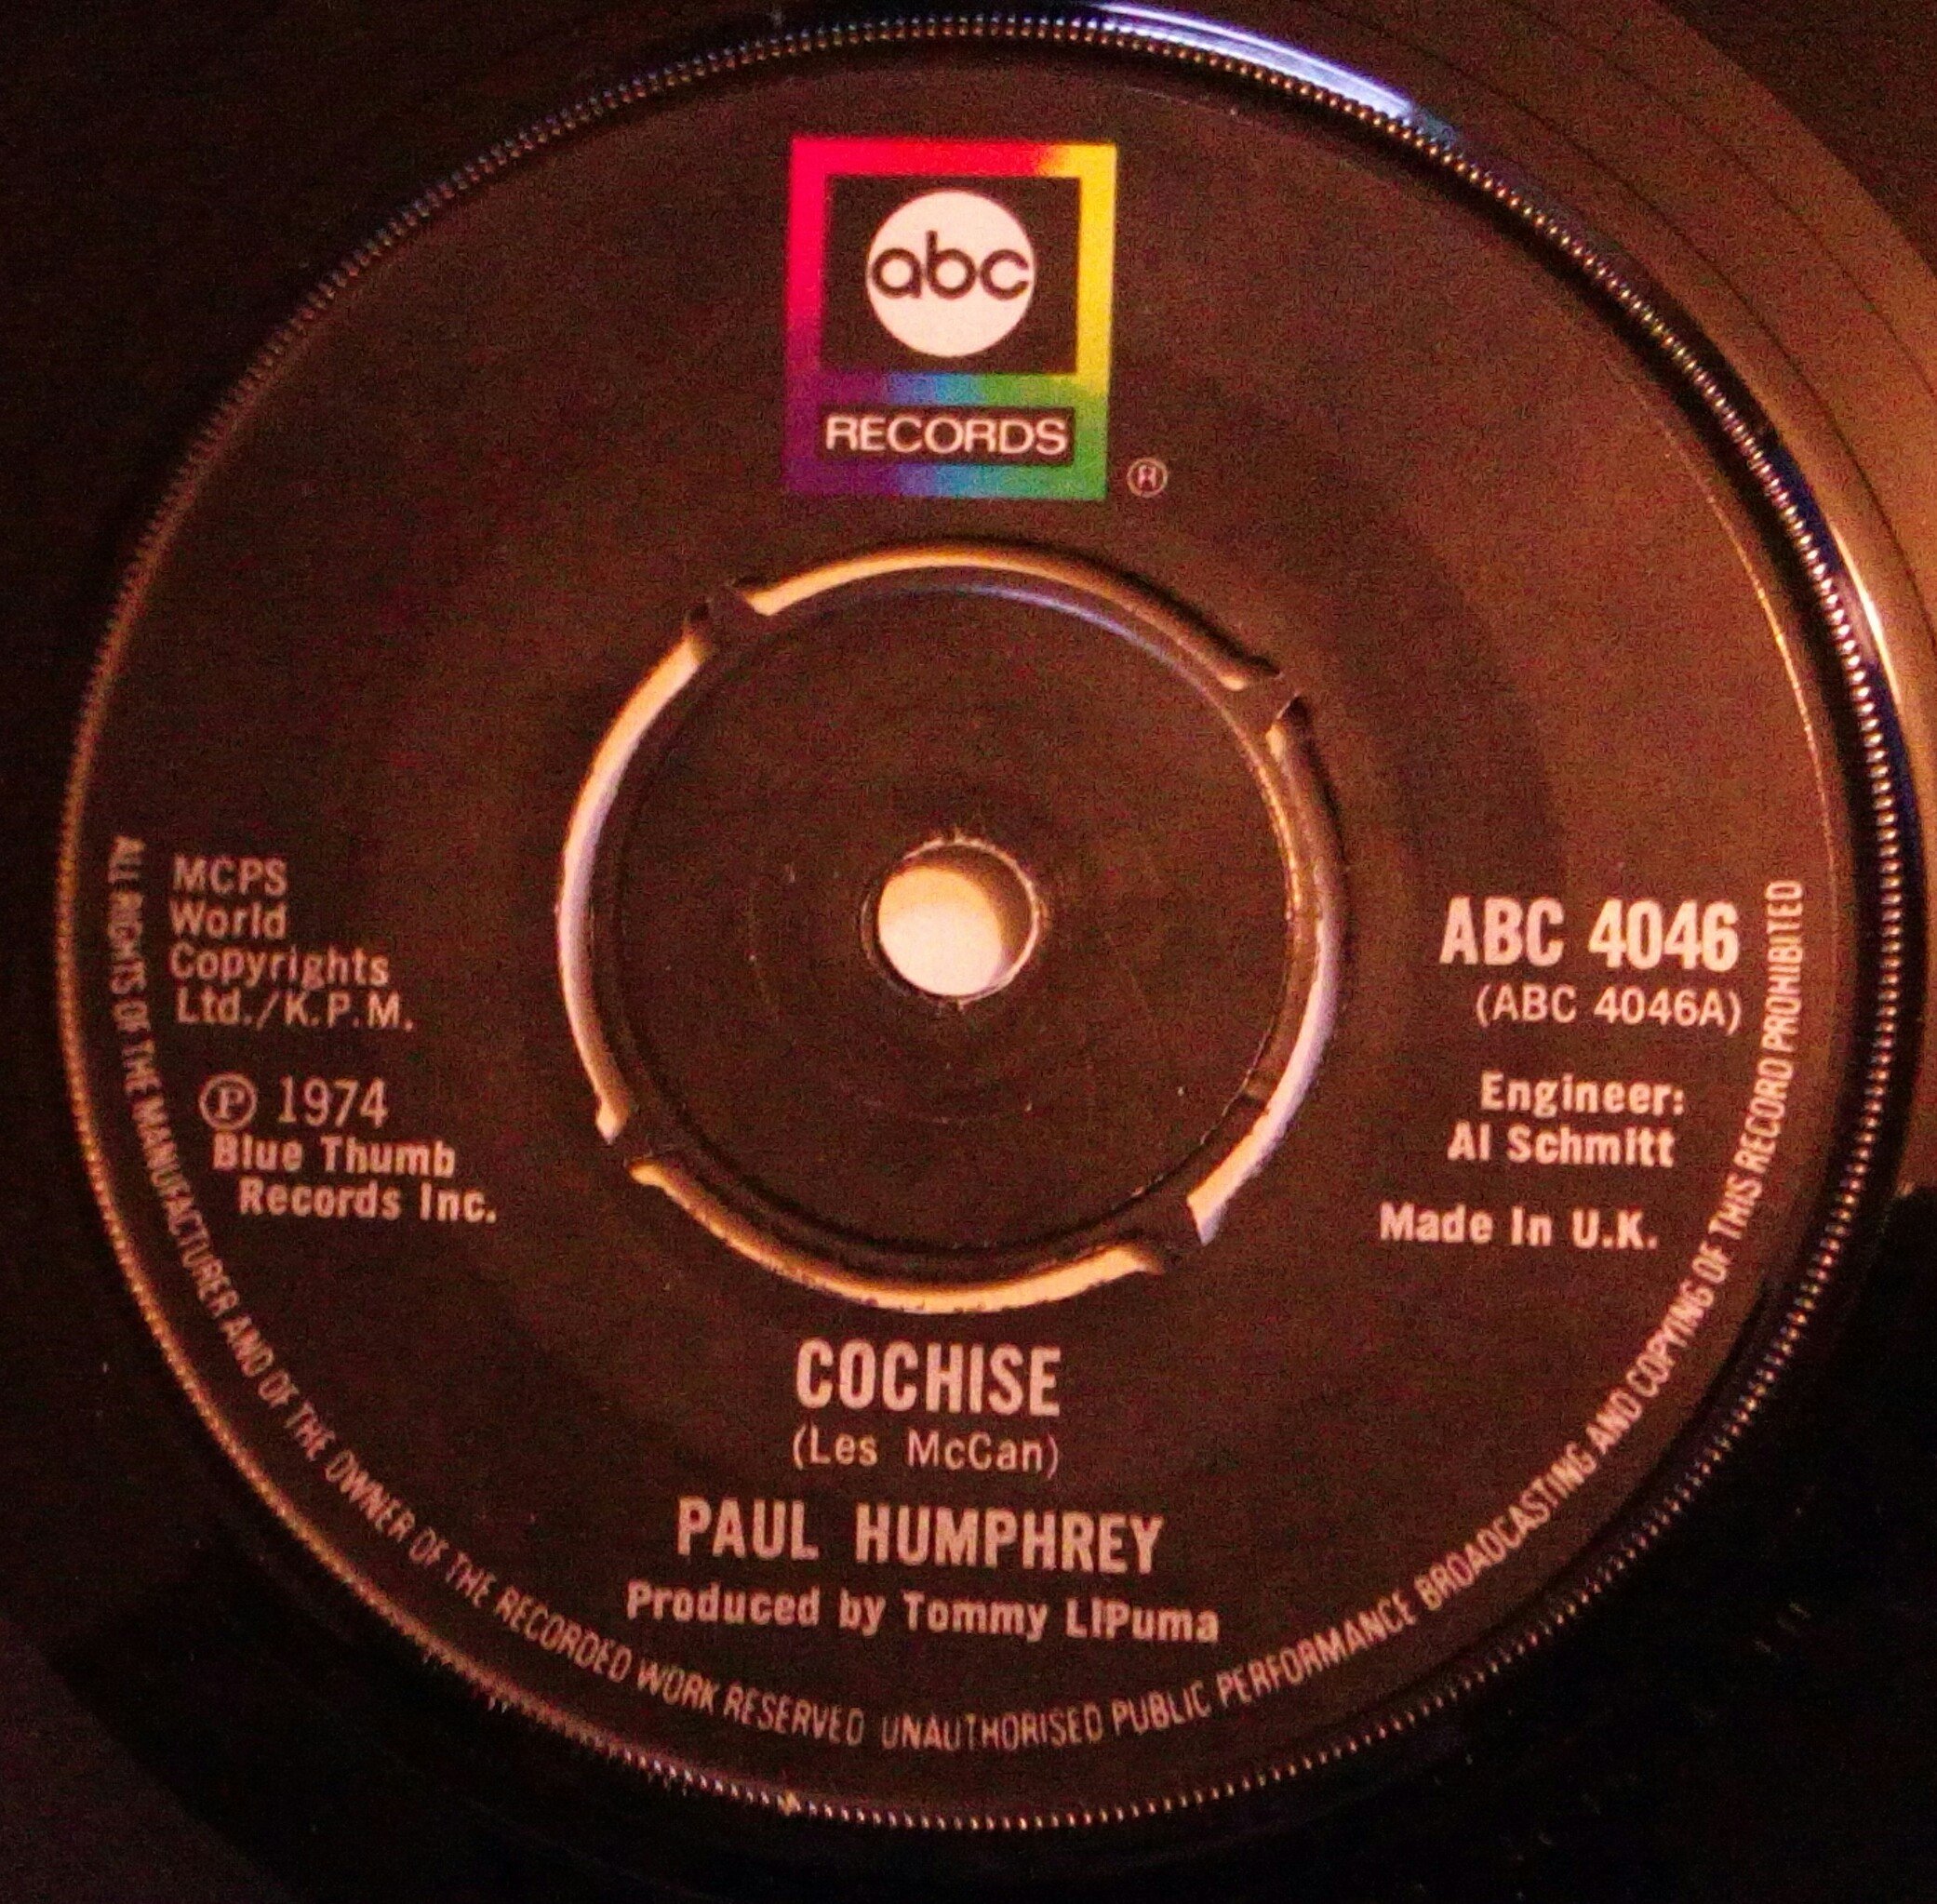 abc
RECORDS
®
MCPS
World
Copyrights
Ltd./K.P.M.
Ⓟ 1974
Blue Thumb
Records Inc.
ABC 4046
(ABC 4046A)
Engineer:
Al Schmitt
Made In U.K.
COCHISE
(Les McCan)
PAUL HUMPHREY
Produced by Tommy LiPuma
ALL RIGHTS OF THE MANUFACTURER AND OF THE OWNER OF THE RECORDED WORK RESERVED UNAUTHORISED PUBLIC PERFORMANCE BROADCASTING AND COPYING OF THIS RECORD PROHIBITED